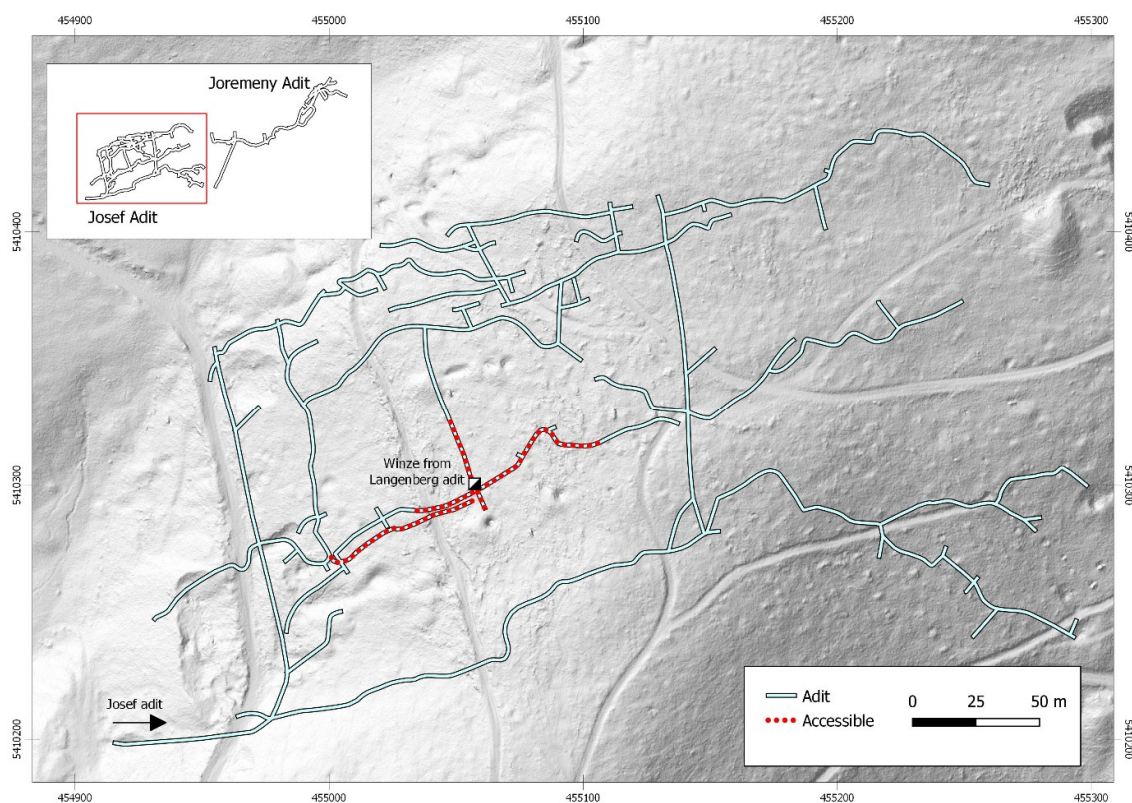 454900 455000 455100 455200 455300
Joremeny Adit
Josef Adit
5410400 5410400
Winze from
Langenberg adit
5410300 5410300
Josef adit
Adit 0 25 50 m
Accessible
5410200 5410200
454900 455000 455100 455200 455300